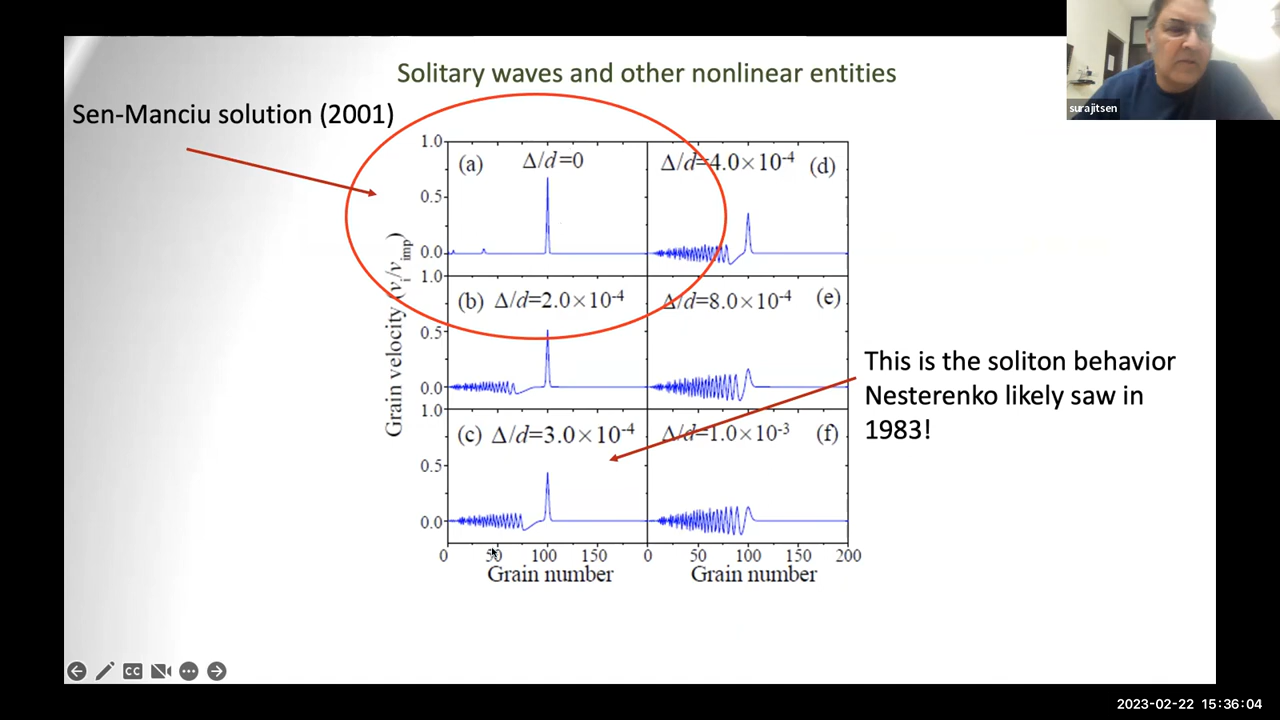 Solitary waves and other nonlinear entities
surajitsen
Sen-Manciu solution (2001)
Grain velocity (v_i/v_imp)
1.0
0.5
0.0
1.0
0.5
0.0
1.0
0.5
0.0
(a) Δ/d=0
Δ/d=4.0×10⁻⁴ (d)
(b) Δ/d=2.0×10⁻⁴
Δ/d=8.0×10⁻⁴ (e)
(c) Δ/d=3.0×10⁻⁴
Δ/d=1.0×10⁻³ (f)
0 50 100 150 0 50 100 150 200
Grain number Grain number
This is the soliton behavior
Nesterenko likely saw in
1983!
CC
2023-02-22 15:36:04